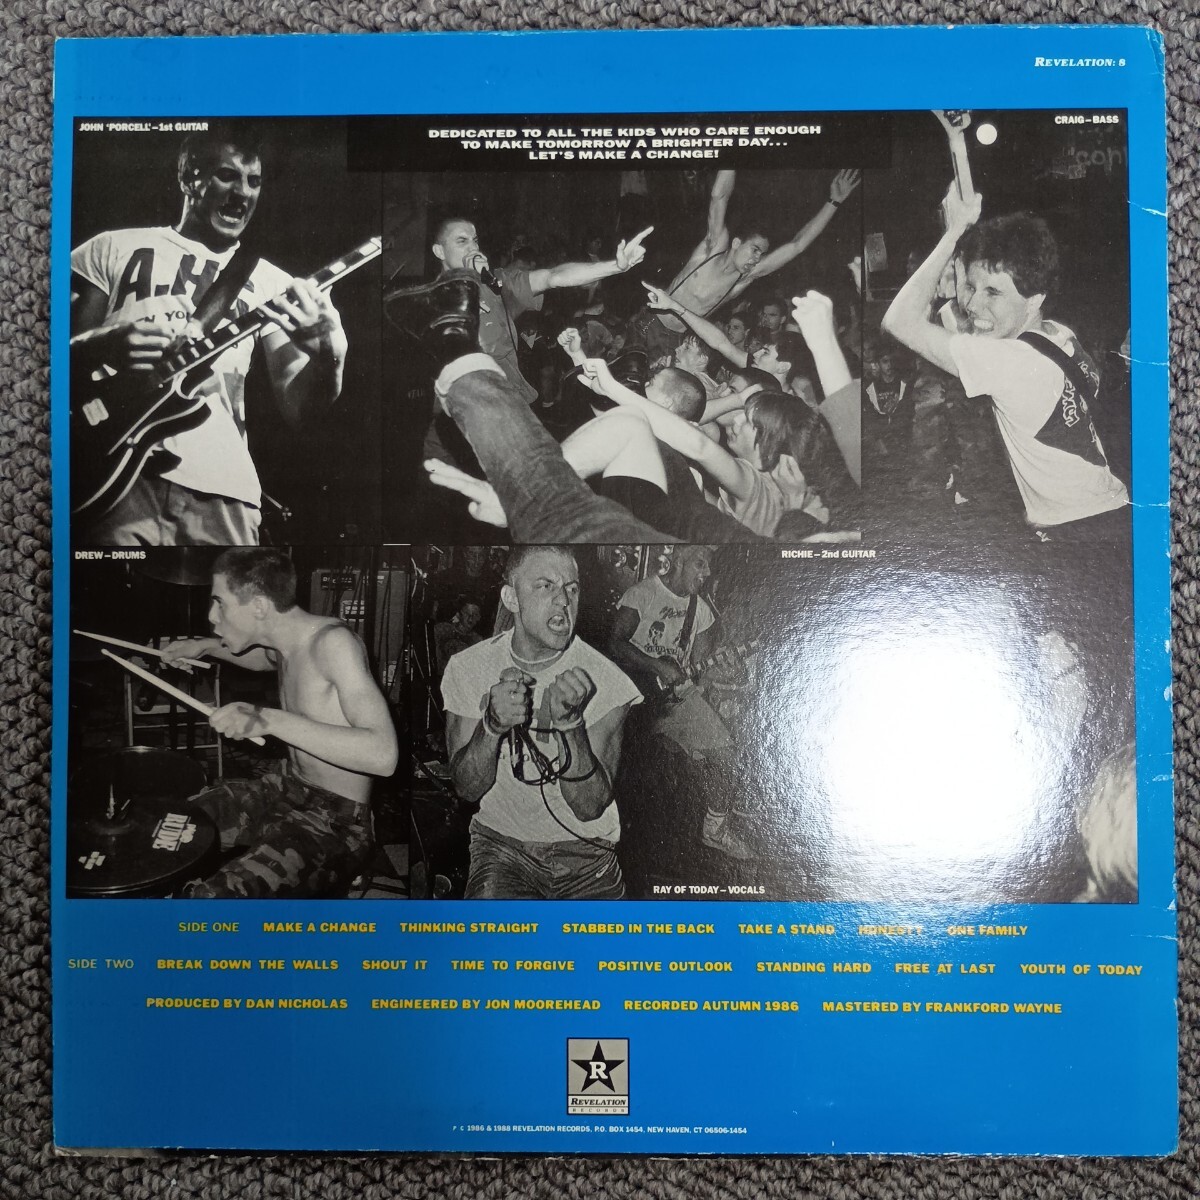 REVELATION: 8
JOHN 'PORCELL'—1st GUITAR
DEDICATED TO ALL THE KIDS WHO CARE ENOUGH
TO MAKE TOMORROW A BRIGHTER DAY...
LET'S MAKE A CHANGE!
CRAIG—BASS
A.H.
DREW—DRUMS
RICHIE—2nd GUITAR
RUDE
RAY OF TODAY—VOCALS
SIDE ONE MAKE A CHANGE THINKING STRAIGHT STABBED IN THE BACK TAKE A STAND HONESTY ONE FAMILY
SIDE TWO BREAK DOWN THE WALLS SHOUT IT TIME TO FORGIVE POSITIVE OUTLOOK STANDING HARD FREE AT LAST YOUTH OF TODAY
PRODUCED BY DAN NICHOLAS ENGINEERED BY JON MOOREHEAD RECORDED AUTUMN 1986 MASTERED BY FRANKFORD WAYNE
R
REVELATION
RECORDS
P C 1986 & 1988 REVELATION RECORDS, P.O. BOX 1454, NEW HAVEN, CT 06506-1454